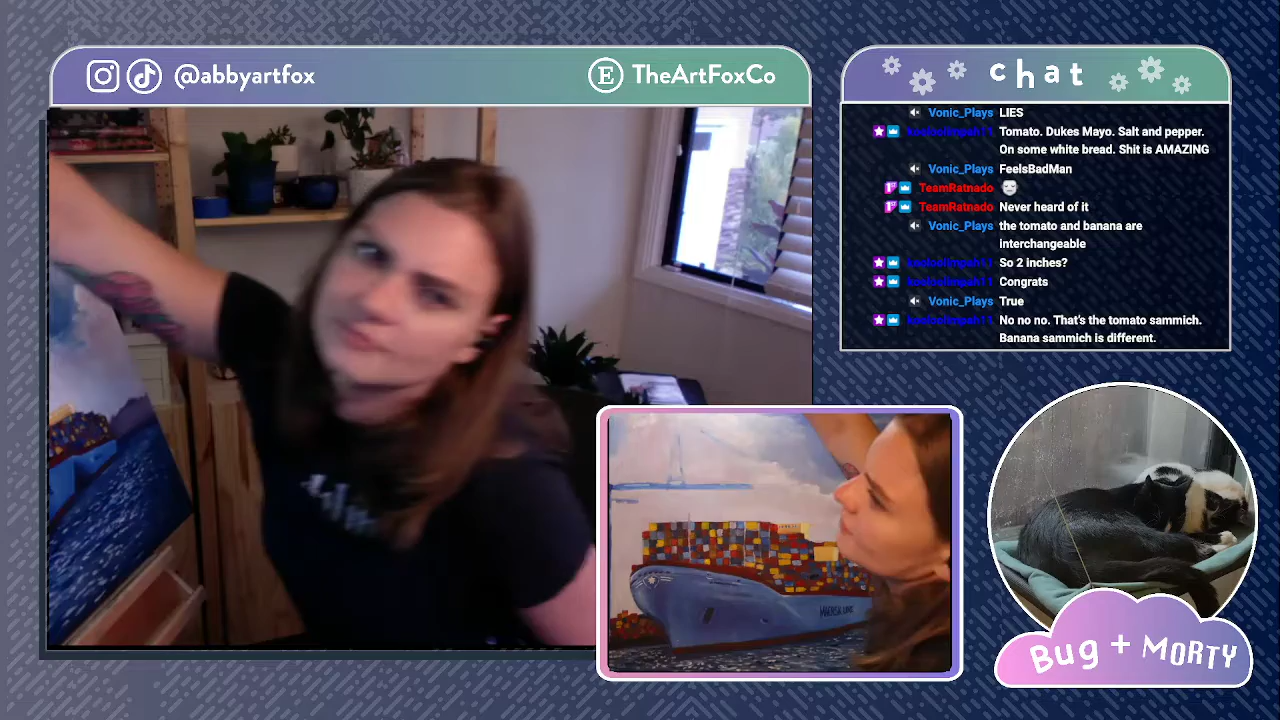 @abbyartfox
TheArtFoxCo
chat
Vonic_Plays LIES
Tomato. Dukes Mayo. Salt and pepper.
On some white bread. Shit is AMAZING
Vonic_Plays FeelsBadMan
TeamRatnado
TeamRatnado Never heard of it
Vonic_Plays the tomato and banana are
interchangeable
So 2 inches?
Congrats
Vonic_Plays True
No no no. That's the tomato sammich.
Banana sammich is different.
MAERSK LINE
Bug + MORTY